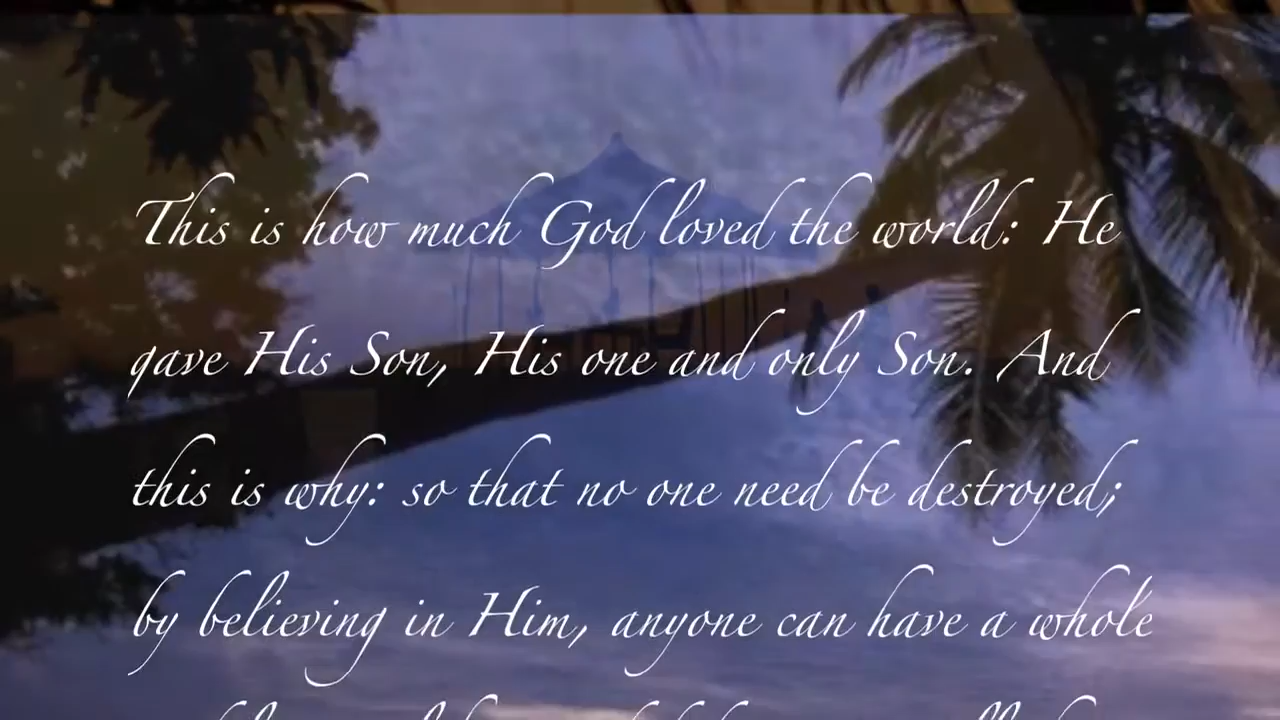 This is how much God loved the world: He
gave His Son, His one and only Son. And
this is why: so that no one need be destroyed;
by believing in Him, anyone can have a whole